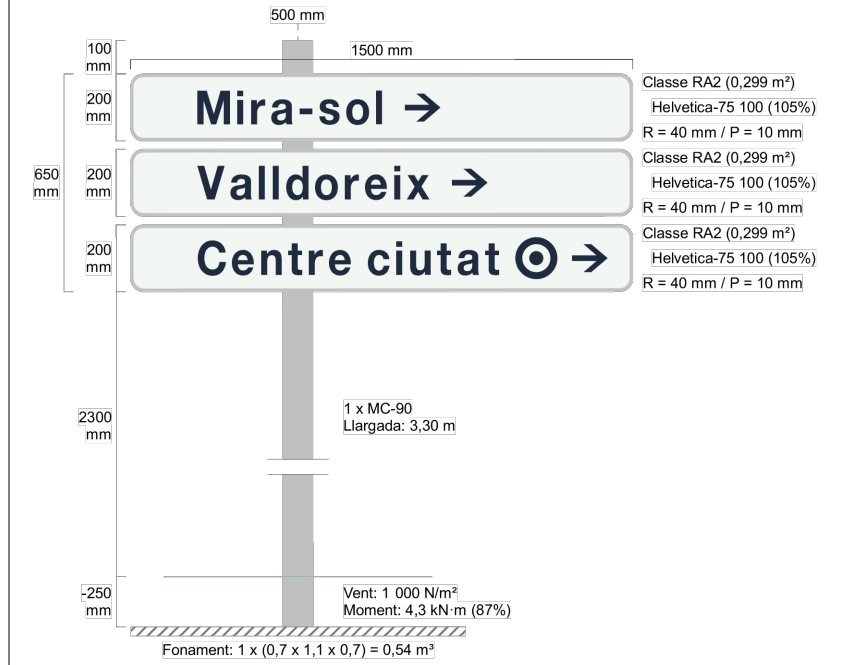 500 mm
100
mm
1500 mm
Mira-sol →
200
mm
Classe RA2 (0,299 m²)
Helvetica-75 100 (105%)
R = 40 mm / P = 10 mm
650
mm
Valldoreix →
200
mm
Classe RA2 (0,299 m²)
Helvetica-75 100 (105%)
R = 40 mm / P = 10 mm
Centre ciutat →
200
mm
Classe RA2 (0,299 m²)
Helvetica-75 100 (105%)
R = 40 mm / P = 10 mm
2300
mm
1 x MC-90
Llargada: 3,30 m
-250
mm
Vent: 1 000 N/m²
Moment: 4,3 kN·m (87%)
Fonament: 1 x (0,7 x 1,1 x 0,7) = 0,54 m³